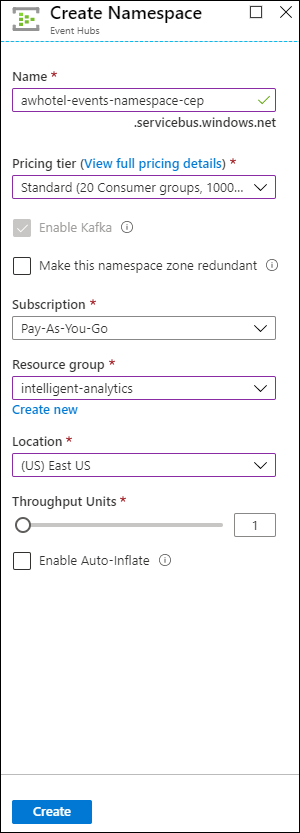 Create Namespace
Event Hubs
Name *
awhotel-events-namespace-cep
.servicebus.windows.net
Pricing tier (View full pricing details) *
Standard (20 Consumer groups, 1000...
Enable Kafka
Make this namespace zone redundant
Subscription *
Pay-As-You-Go
Resource group *
intelligent-analytics
Create new
Location *
(US) East US
Throughput Units *
1
Enable Auto-Inflate
Create